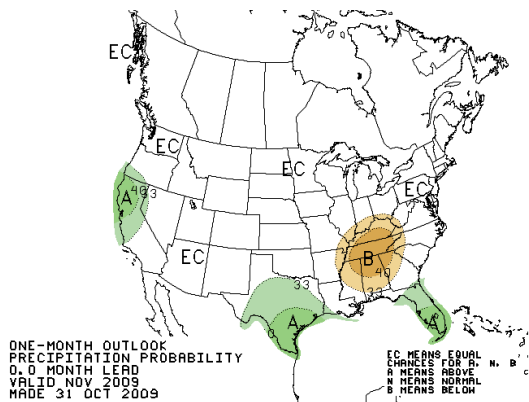 EC
EC
EC
EC
A
40
33
EC
B
40
33
33
A
A
ONE-MONTH OUTLOOK
PRECIPITATION PROBABILITY
0.0 MONTH LEAD
VALID NOV 2009
MADE 31 OCT 2009
EC MEANS EQUAL
CHANCES FOR A, N, B
A MEANS ABOVE
N MEANS NORMAL
B MEANS BELOW